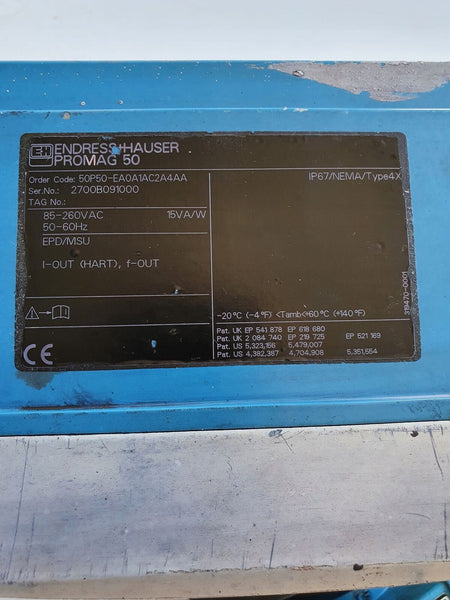 E+H ENDRESS+HAUSER
PROMAG 50
Order Code: 50P50-EA0A1AC2A4AA
IP67/NEMA/Type4X
Ser.No.: 2700B091000
TAG No.:
85-260VAC 15VA/W
50-60Hz
EPD/MSU
I-OUT (HART), f-OUT
-20°C (-4°F) <Tamb<+60°C (+140°F)
Pat. UK EP 541 878 EP 618 680
Pat. UK 2 084 740 EP 219 725 EP 521 169
Pat. US 5,323,156 5,479,007
Pat. US 4,382,387 4,704,908 5,351,554
319470-0001
CE